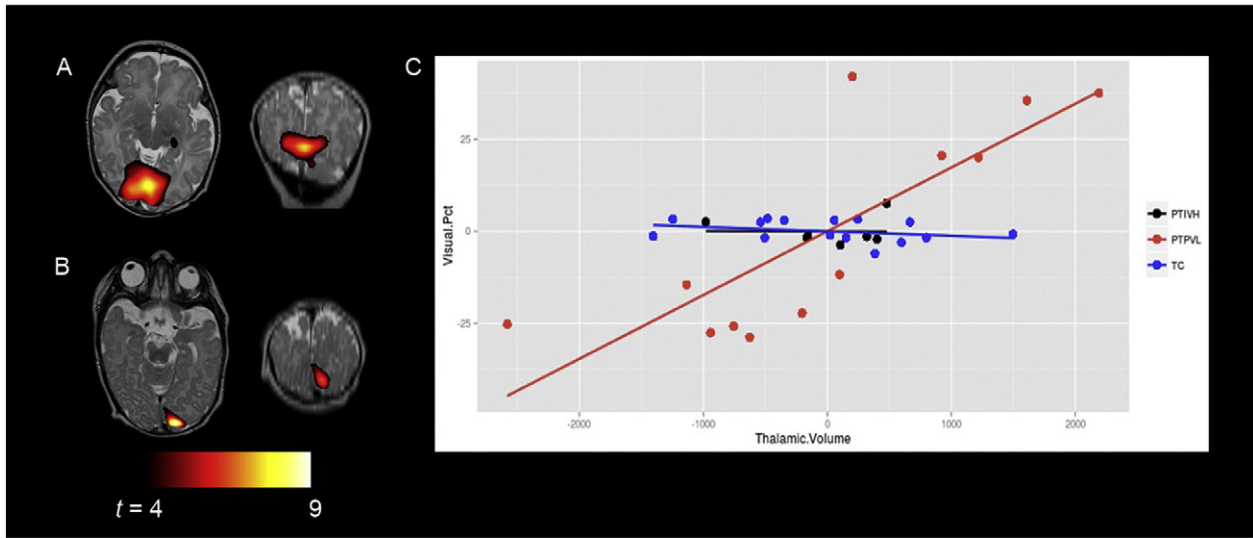 A
B
t = 4 9
C
Visual.Pct
25
0
-25
-2000 -1000 0 1000 2000
Thalamic.Volume
PTIVH
PTPVL
TC